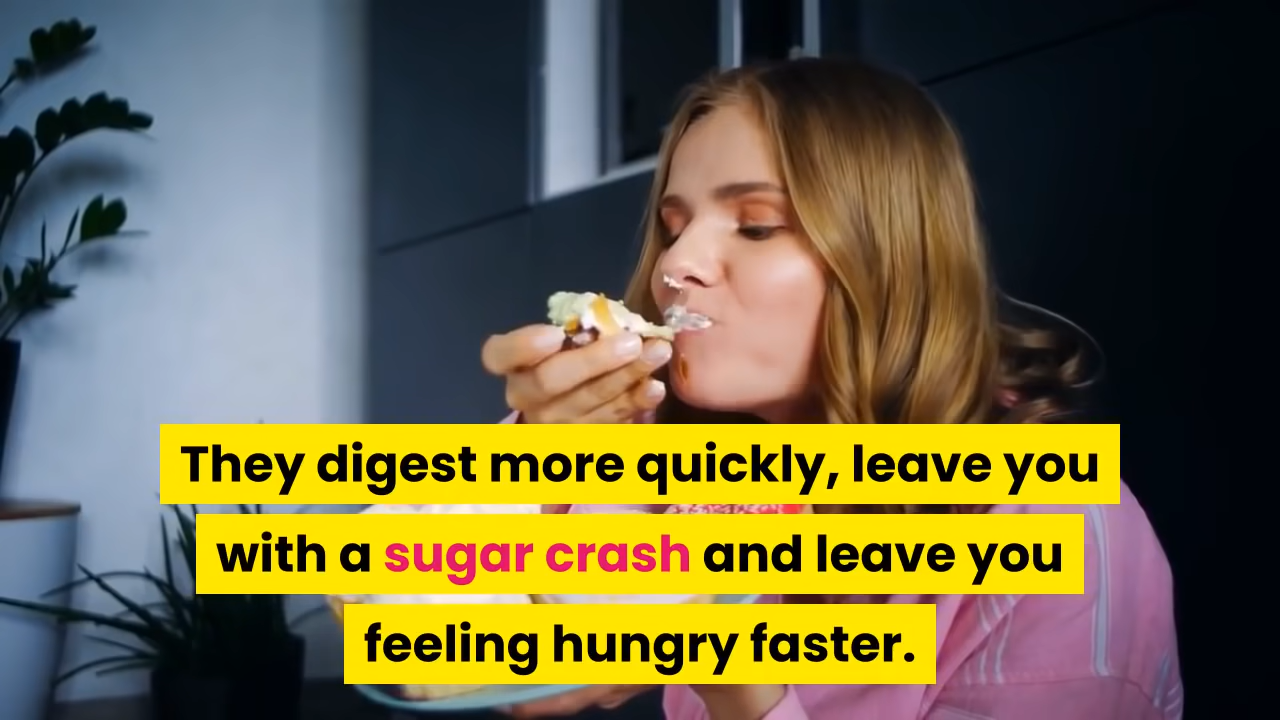 They digest more quickly, leave you
with a sugar crash and leave you
feeling hungry faster.